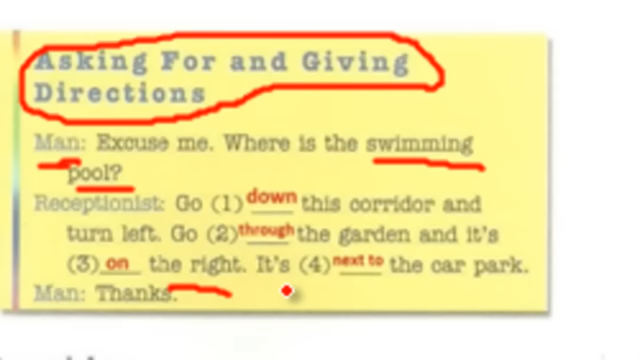 Asking For and Giving
Directions
Man: Excuse me. Where is the swimming
pool?
Receptionist: Go (1) down this corridor and
turn left. Go (2) through the garden and it's
(3) on the right. It's (4) next to the car park.
Man: Thanks.